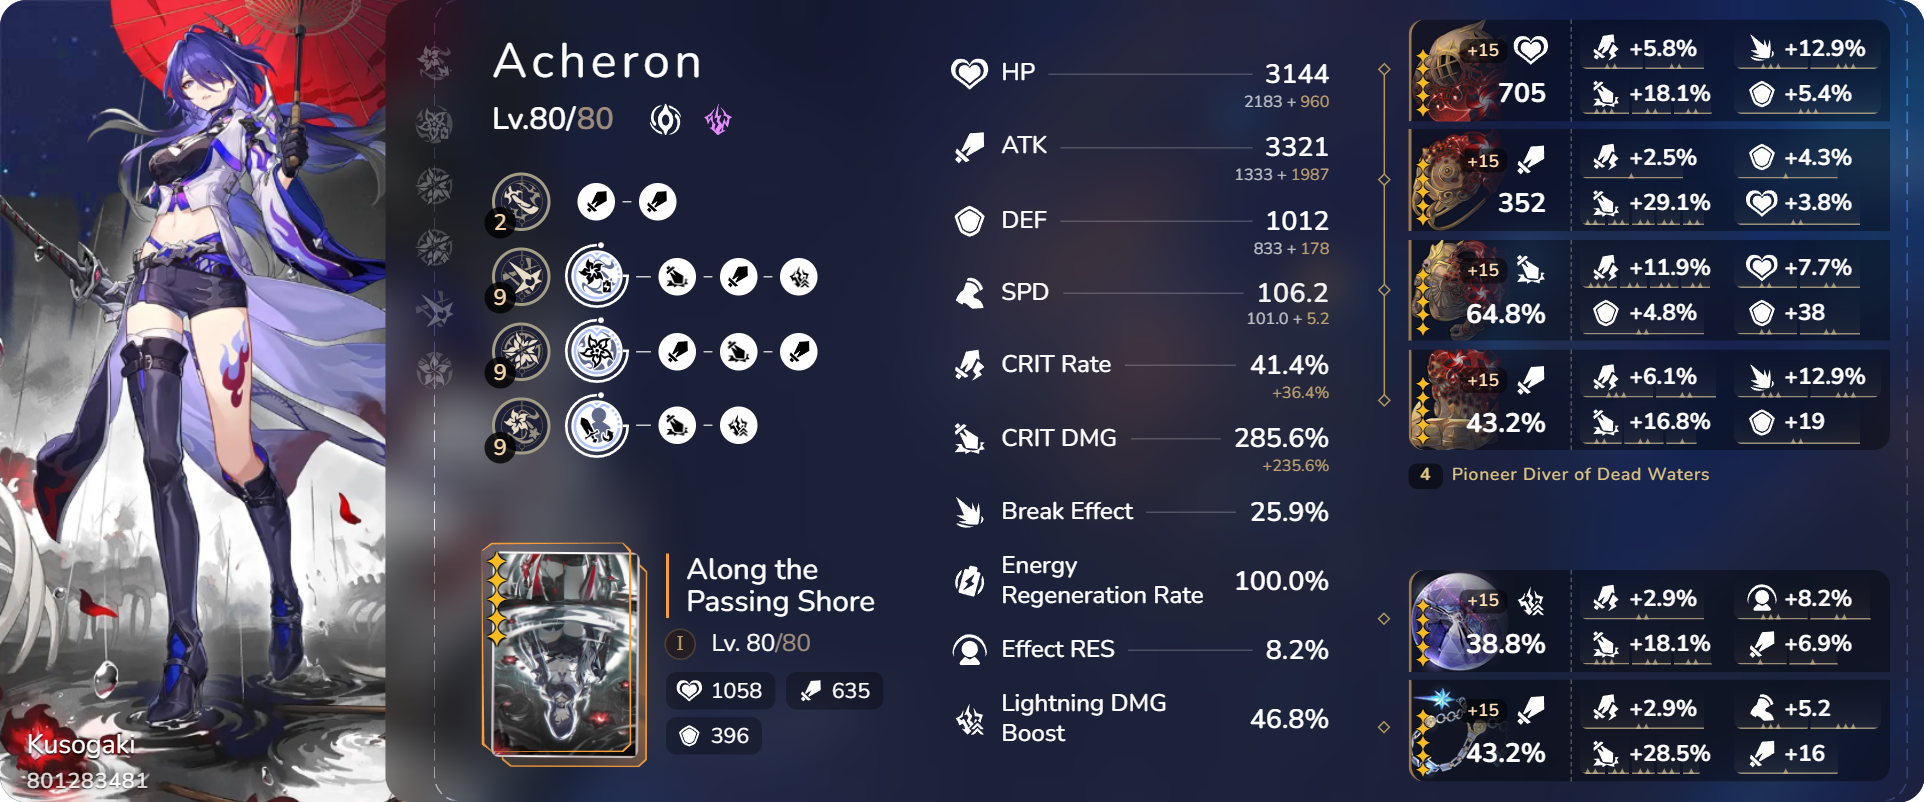 Acheron
Lv.80/80
2
9
9
9
Along the
Passing Shore
I Lv. 80/80
1058 635
396
Kusogaki
801283481
HP 3144
2183 + 960
ATK 3321
1333 + 1987
DEF 1012
833 + 178
SPD 106.2
101.0 + 5.2
CRIT Rate 41.4%
+36.4%
CRIT DMG 285.6%
+235.6%
Break Effect 25.9%
Energy
Regeneration Rate 100.0%
Effect RES 8.2%
Lightning DMG
Boost 46.8%
+15 +5.8% +12.9%
705 +18.1% +5.4%
+15 +2.5% +4.3%
352 +29.1% +3.8%
+15 +11.9% +7.7%
64.8% +4.8% +38
+15 +6.1% +12.9%
43.2% +16.8% +19
4 Pioneer Diver of Dead Waters
+15 +2.9% +8.2%
38.8% +18.1% +6.9%
+15 +2.9% +5.2
43.2% +28.5% +16